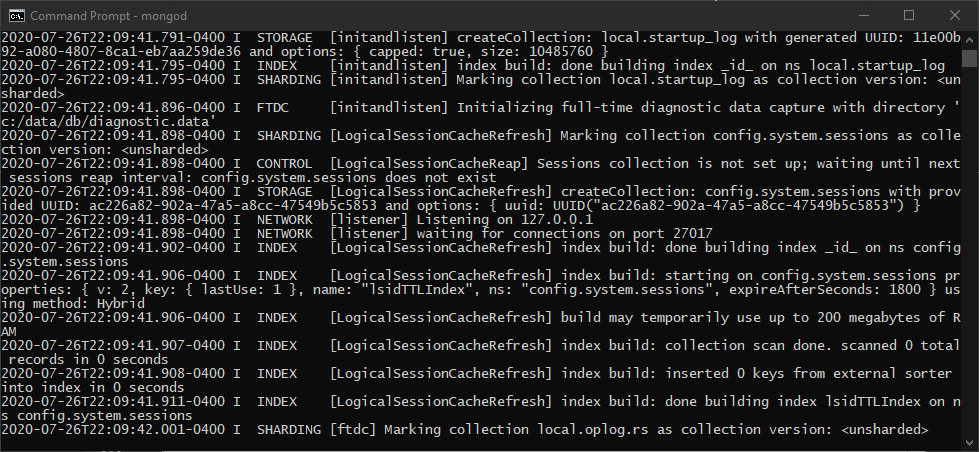 Command Prompt - mongod
2020-07-26T22:09:41.791-0400 I  STORAGE  [initandlisten] createCollection: local.startup_log with generated UUID: 11e00b
92-a080-4807-8ca1-eb7aa259de36 and options: { capped: true, size: 10485760 }
2020-07-26T22:09:41.795-0400 I  INDEX    [initandlisten] index build: done building index _id_ on ns local.startup_log
2020-07-26T22:09:41.795-0400 I  SHARDING [initandlisten] Marking collection local.startup_log as collection version: <un
sharded>
2020-07-26T22:09:41.896-0400 I  FTDC     [initandlisten] Initializing full-time diagnostic data capture with directory '
c:/data/db/diagnostic.data'
2020-07-26T22:09:41.898-0400 I  SHARDING [LogicalSessionCacheRefresh] Marking collection config.system.sessions as colle
ction version: <unsharded>
2020-07-26T22:09:41.898-0400 I  CONTROL  [LogicalSessionCacheReap] Sessions collection is not set up; waiting until next
 sessions reap interval: config.system.sessions does not exist
2020-07-26T22:09:41.898-0400 I  STORAGE  [LogicalSessionCacheRefresh] createCollection: config.system.sessions with prov
ided UUID: ac226a82-902a-47a5-a8cc-47549b5c5853 and options: { uuid: UUID("ac226a82-902a-47a5-a8cc-47549b5c5853") }
2020-07-26T22:09:41.898-0400 I  NETWORK  [listener] Listening on 127.0.0.1
2020-07-26T22:09:41.898-0400 I  NETWORK  [listener] waiting for connections on port 27017
2020-07-26T22:09:41.902-0400 I  INDEX    [LogicalSessionCacheRefresh] index build: done building index _id_ on ns config
.system.sessions
2020-07-26T22:09:41.906-0400 I  INDEX    [LogicalSessionCacheRefresh] index build: starting on config.system.sessions pr
operties: { v: 2, key: { lastUse: 1 }, name: "lsidTTLIndex", ns: "config.system.sessions", expireAfterSeconds: 1800 } us
ing method: Hybrid
2020-07-26T22:09:41.906-0400 I  INDEX    [LogicalSessionCacheRefresh] build may temporarily use up to 200 megabytes of R
AM
2020-07-26T22:09:41.907-0400 I  INDEX    [LogicalSessionCacheRefresh] index build: collection scan done. scanned 0 total
 records in 0 seconds
2020-07-26T22:09:41.908-0400 I  INDEX    [LogicalSessionCacheRefresh] index build: inserted 0 keys from external sorter
into index in 0 seconds
2020-07-26T22:09:41.911-0400 I  INDEX    [LogicalSessionCacheRefresh] index build: done building index lsidTTLIndex on n
s config.system.sessions
2020-07-26T22:09:42.001-0400 I  SHARDING [ftdc] Marking collection local.oplog.rs as collection version: <unsharded>